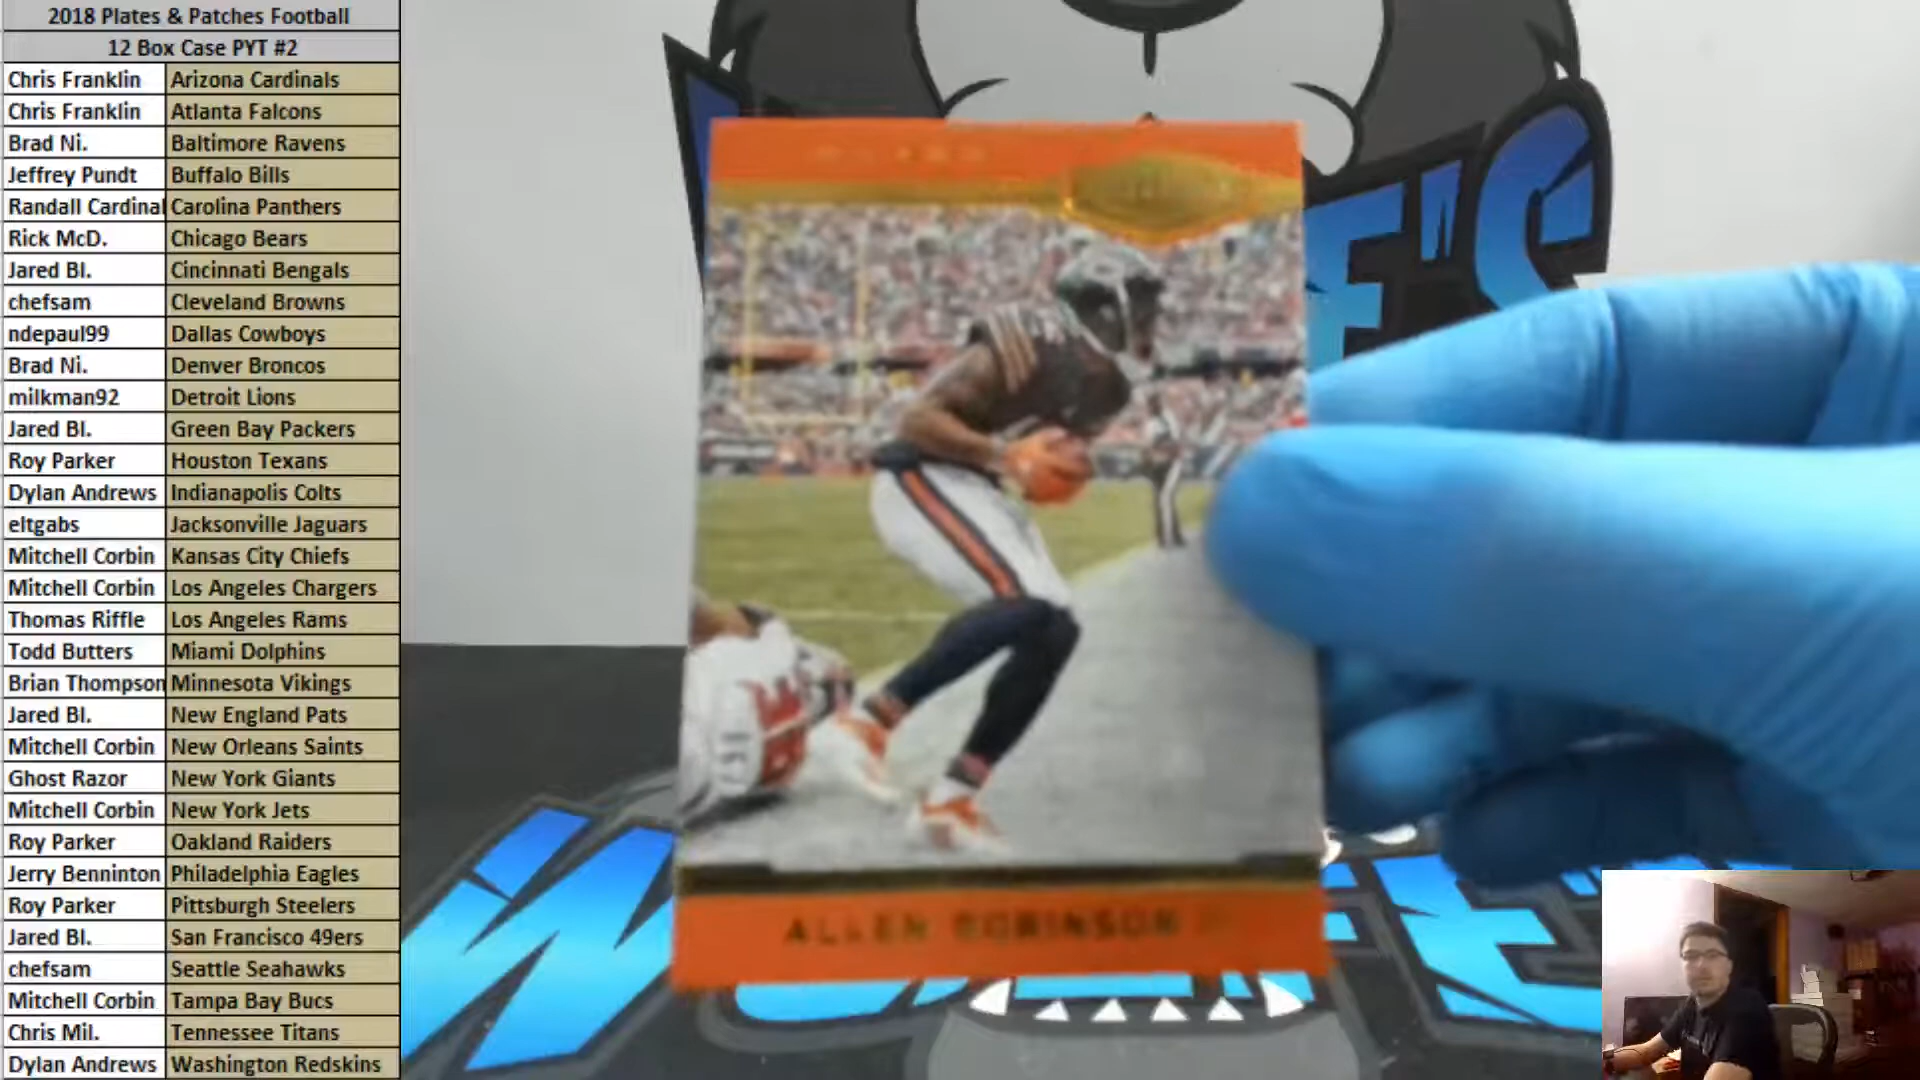 2018 Plates & Patches Football
12 Box Case PYT #2
Chris Franklin Arizona Cardinals
Chris Franklin Atlanta Falcons
Brad Ni. Baltimore Ravens
Jeffrey Pundt Buffalo Bills
Randall Cardinal Carolina Panthers
Rick McD. Chicago Bears
Jared Bl. Cincinnati Bengals
chefsam Cleveland Browns
ndepaul99 Dallas Cowboys
Brad Ni. Denver Broncos
milkman92 Detroit Lions
Jared Bl. Green Bay Packers
Roy Parker Houston Texans
Dylan Andrews Indianapolis Colts
eltgabs Jacksonville Jaguars
Mitchell Corbin Kansas City Chiefs
Mitchell Corbin Los Angeles Chargers
Thomas Riffle Los Angeles Rams
Todd Butters Miami Dolphins
Brian Thompson Minnesota Vikings
Jared Bl. New England Pats
Mitchell Corbin New Orleans Saints
Ghost Razor New York Giants
Mitchell Corbin New York Jets
Roy Parker Oakland Raiders
Jerry Benninton Philadelphia Eagles
Roy Parker Pittsburgh Steelers
Jared Bl. San Francisco 49ers
chefsam Seattle Seahawks
Mitchell Corbin Tampa Bay Bucs
Chris Mil. Tennessee Titans
Dylan Andrews Washington Redskins
ALLEN ROBINSON